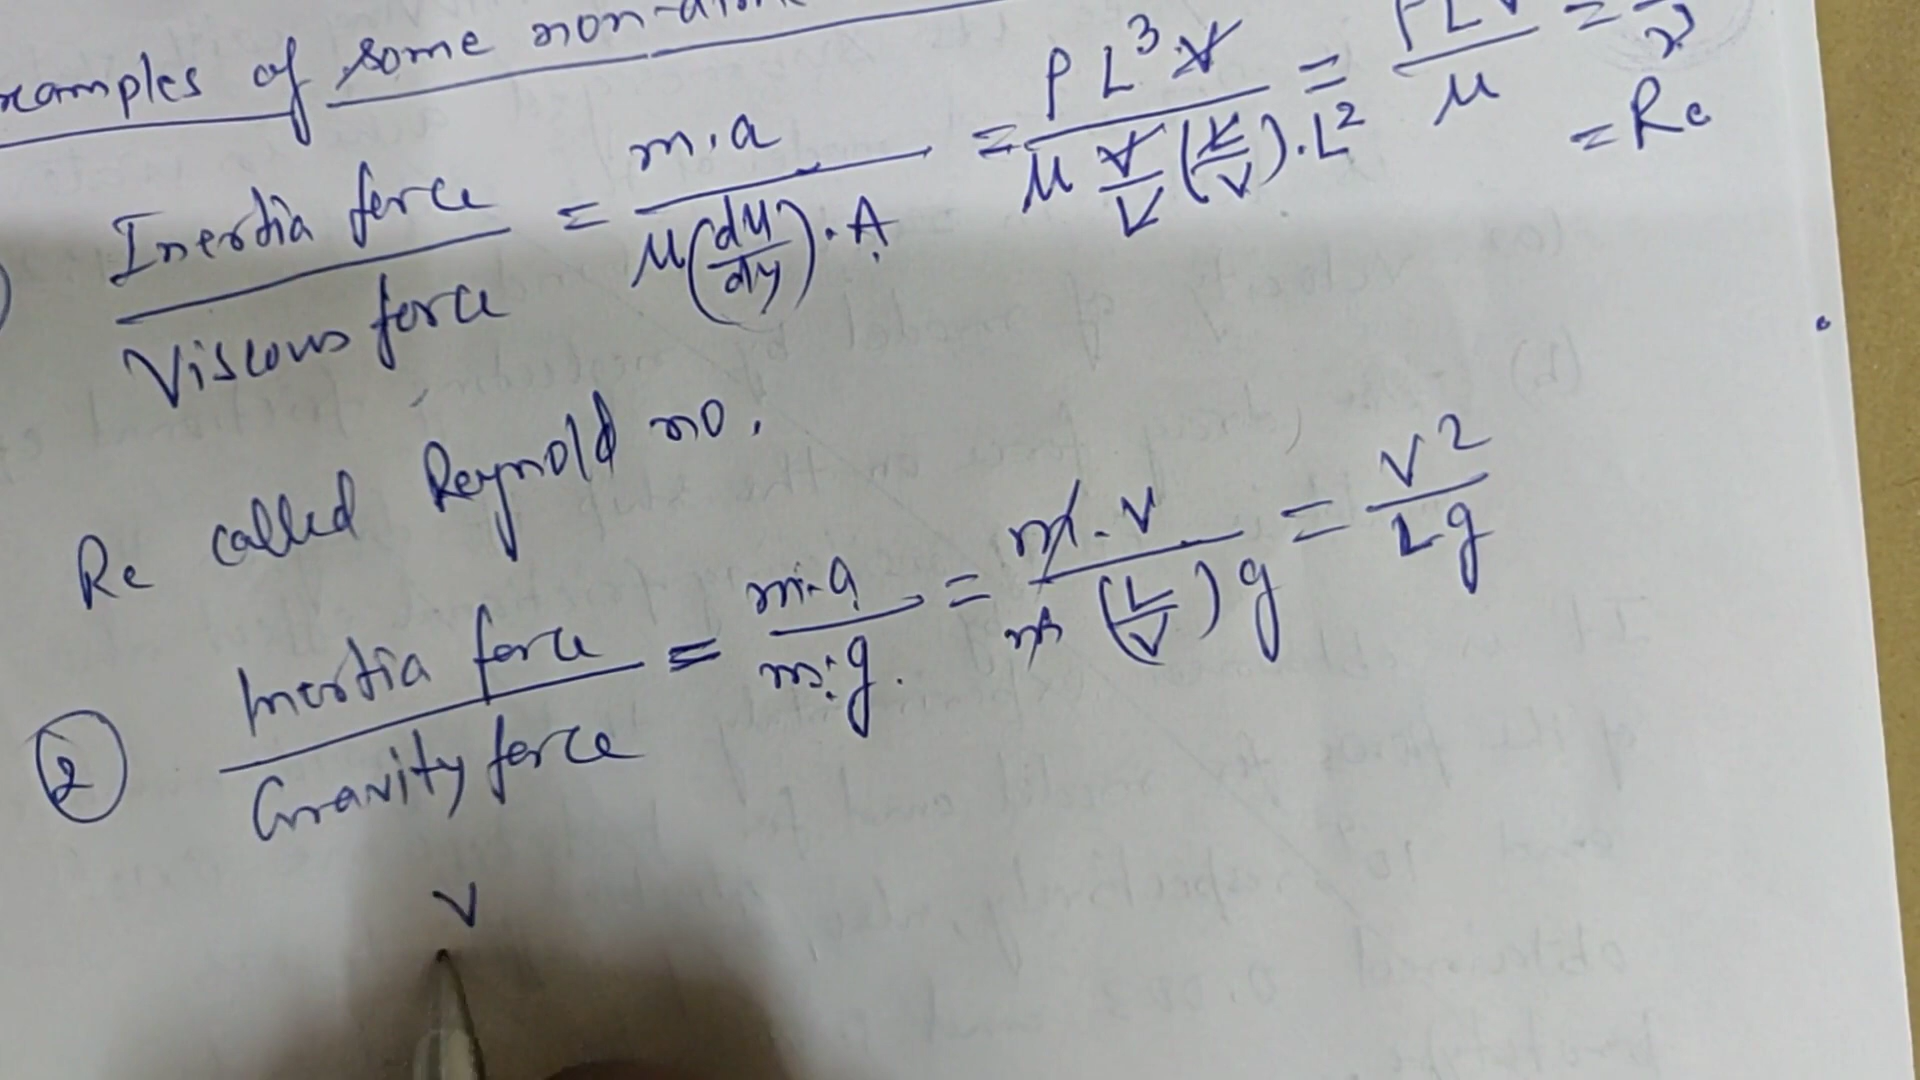 xamples of some non-dim
Inertia force / Viscous force = m.a / μ(du/dy).A = ρL³V / μ V/L (L/V).L² = ρLV / μ =
= Re
Re called Reynold no.
② Inertia force / Gravity force = m.a / m.g. = m.V / m (L/V) g = V² / Lg
V